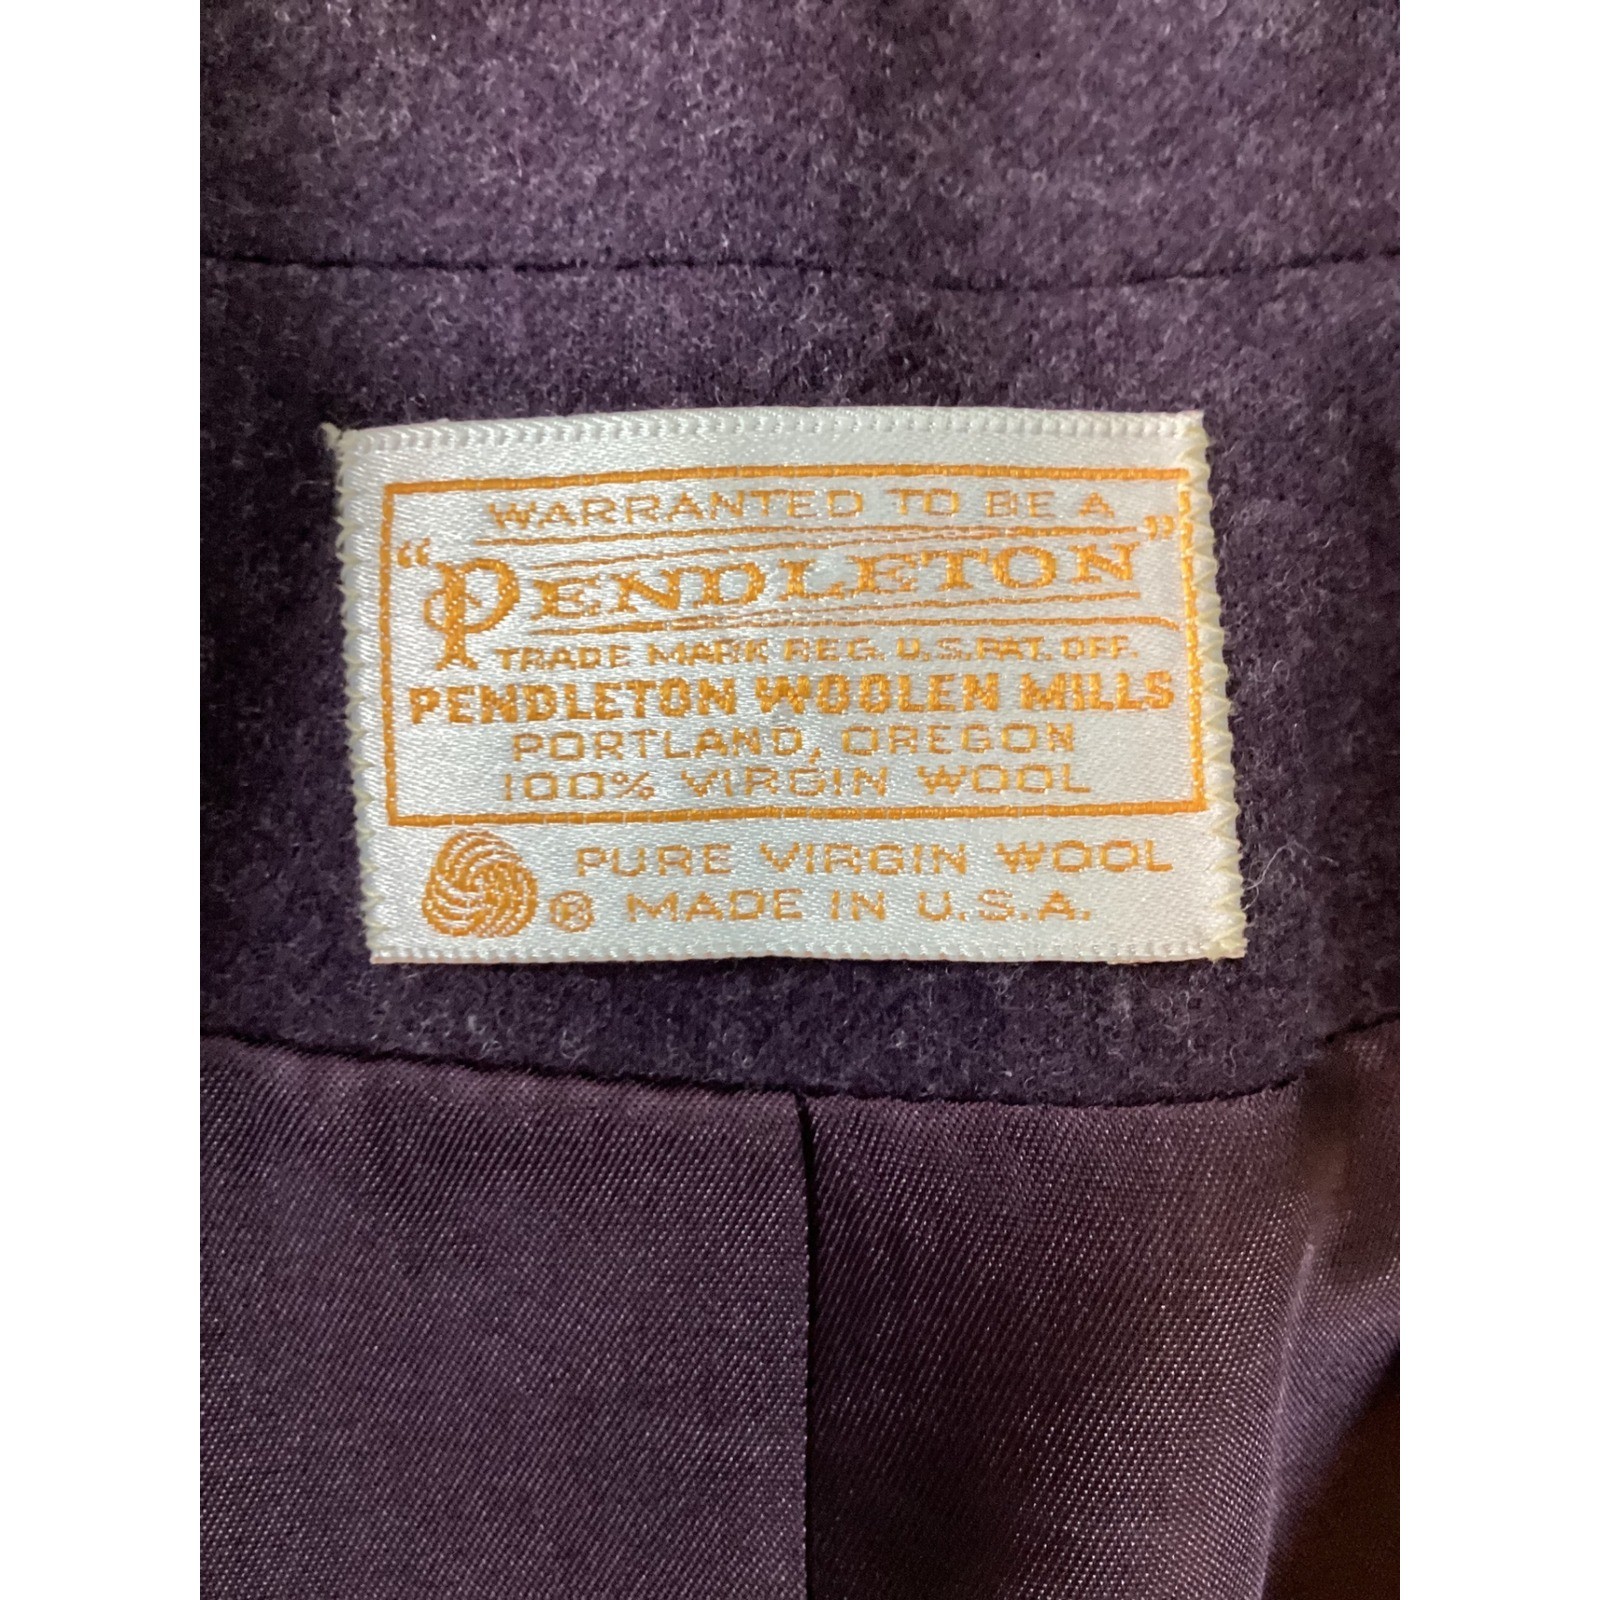 WARRANTED TO BE A
"PENDLETON"
TRADE MARK REG. U.S. PAT. OFF.
PENDLETON WOOLEN MILLS
PORTLAND, OREGON
100% VIRGIN WOOL
PURE VIRGIN WOOL
® MADE IN U.S.A.